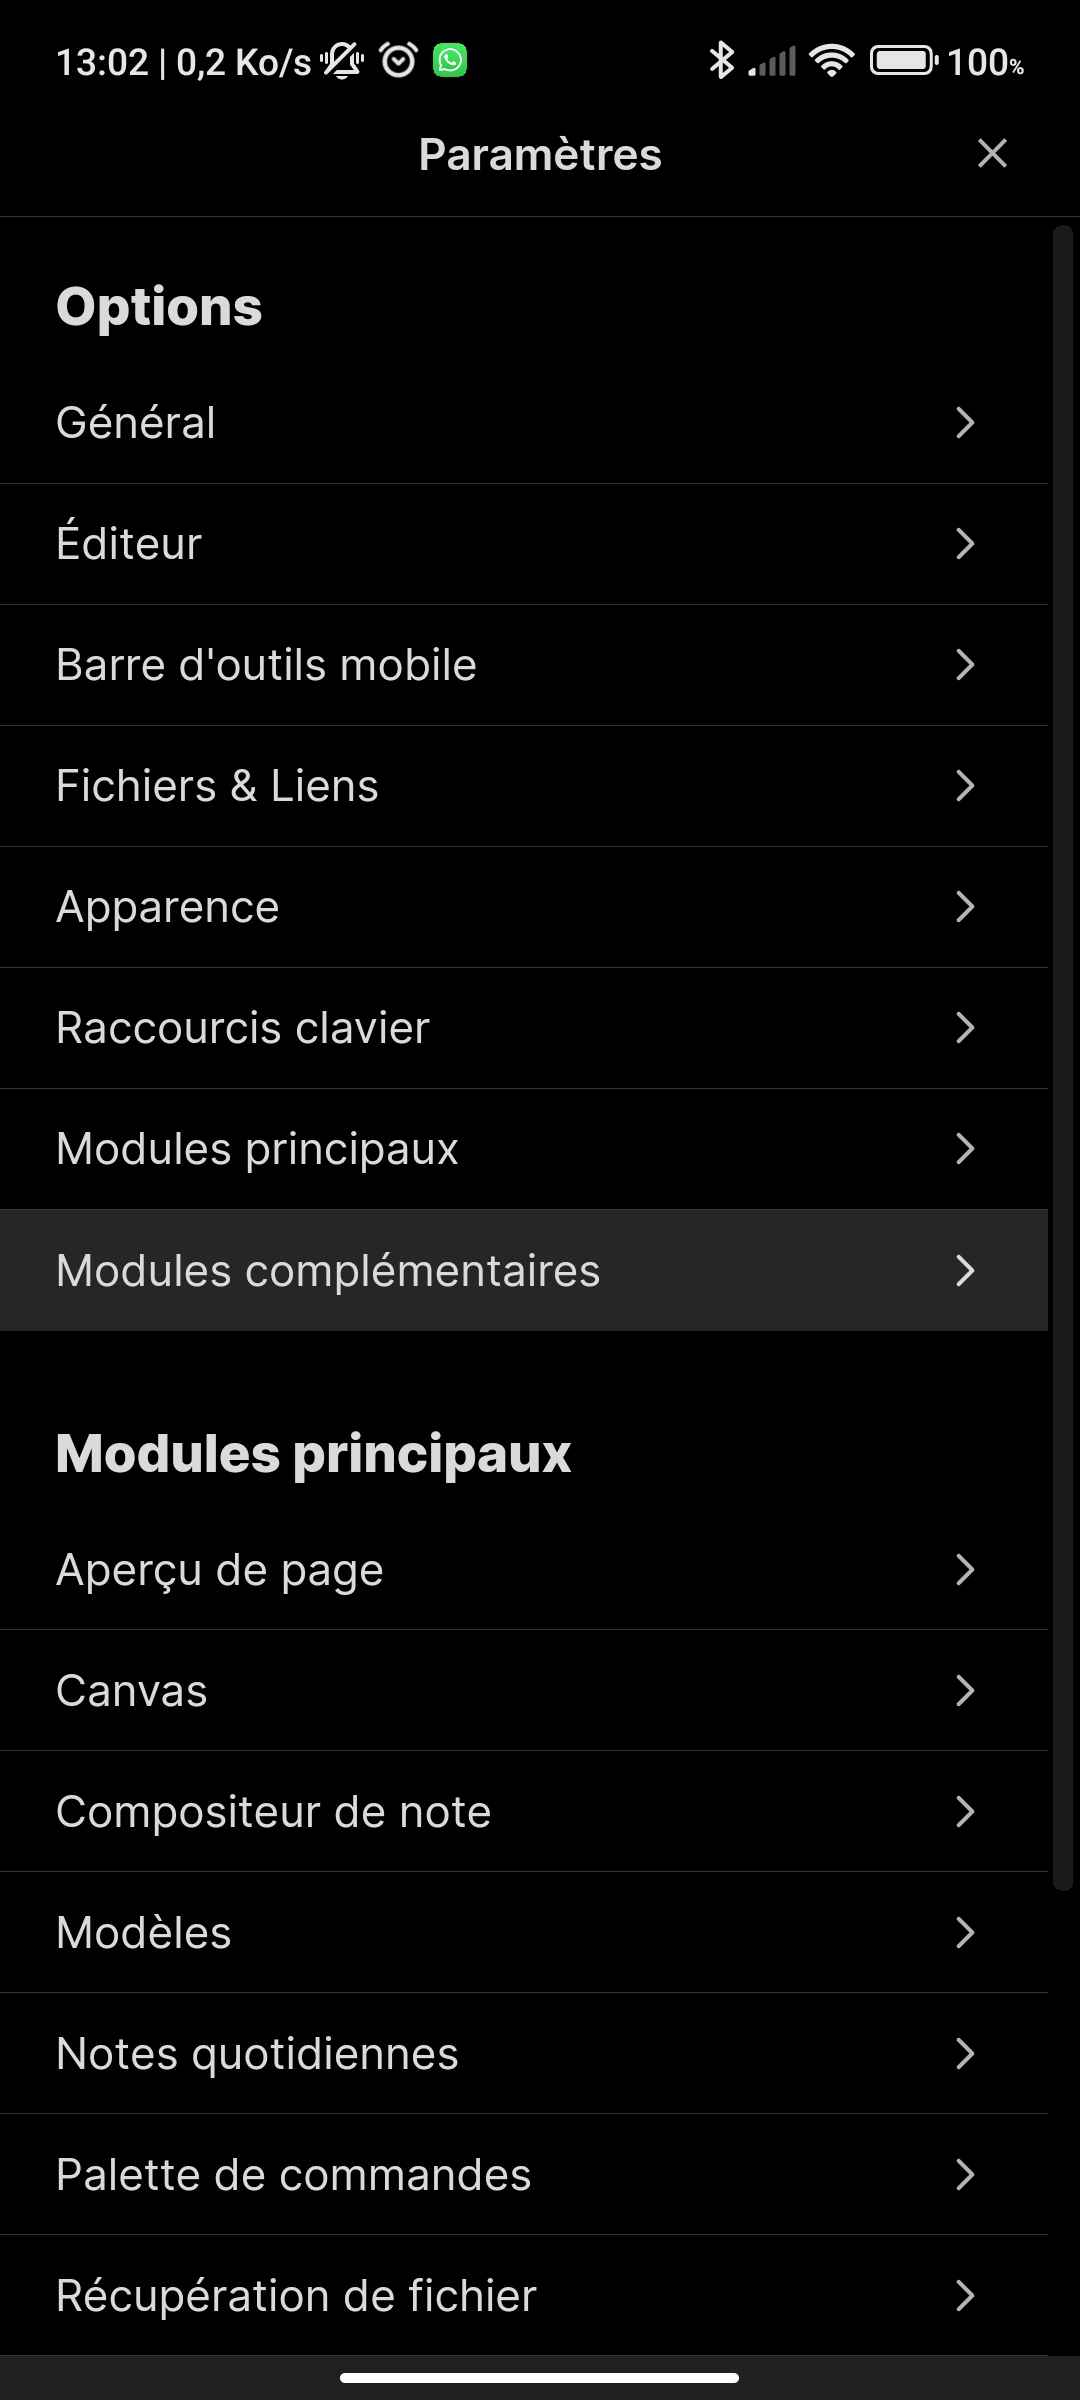 13:02 | 0,2 Ko/s 100%
Paramètres
Options
Général
Éditeur
Barre d'outils mobile
Fichiers & Liens
Apparence
Raccourcis clavier
Modules principaux
Modules complémentaires
Modules principaux
Aperçu de page
Canvas
Compositeur de note
Modèles
Notes quotidiennes
Palette de commandes
Récupération de fichier